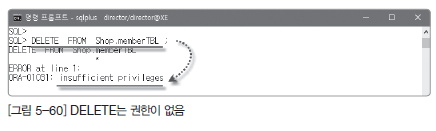 명령 프롬프트 - sqlplus director/director@XE
SQL>
SQL> DELETE FROM Shop.memberTBL ;
DELETE FROM Shop.memberTBL
*
ERROR at line 1:
ORA-01031: insufficient privileges
[그림 5-60] DELETE는 권한이 없음